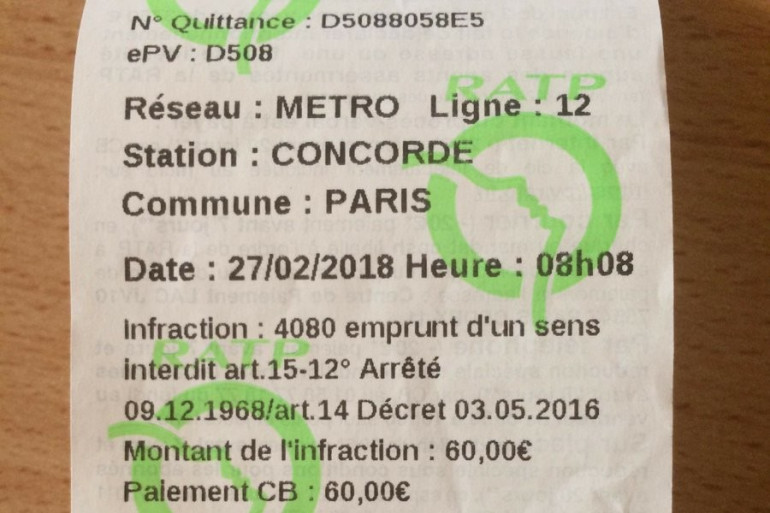 N° Quittance : D5088058E5
ePV : D508
RATP
Réseau : METRO Ligne : 12
Station : CONCORDE
Commune : PARIS
Date : 27/02/2018 Heure : 08h08
Infraction : 4080 emprunt d'un sens
RATP
interdit art.15-12° Arrêté
09.12.1968/art.14 Décret 03.05.2016
Montant de l'infraction : 60,00€
Paiement CB : 60,00€